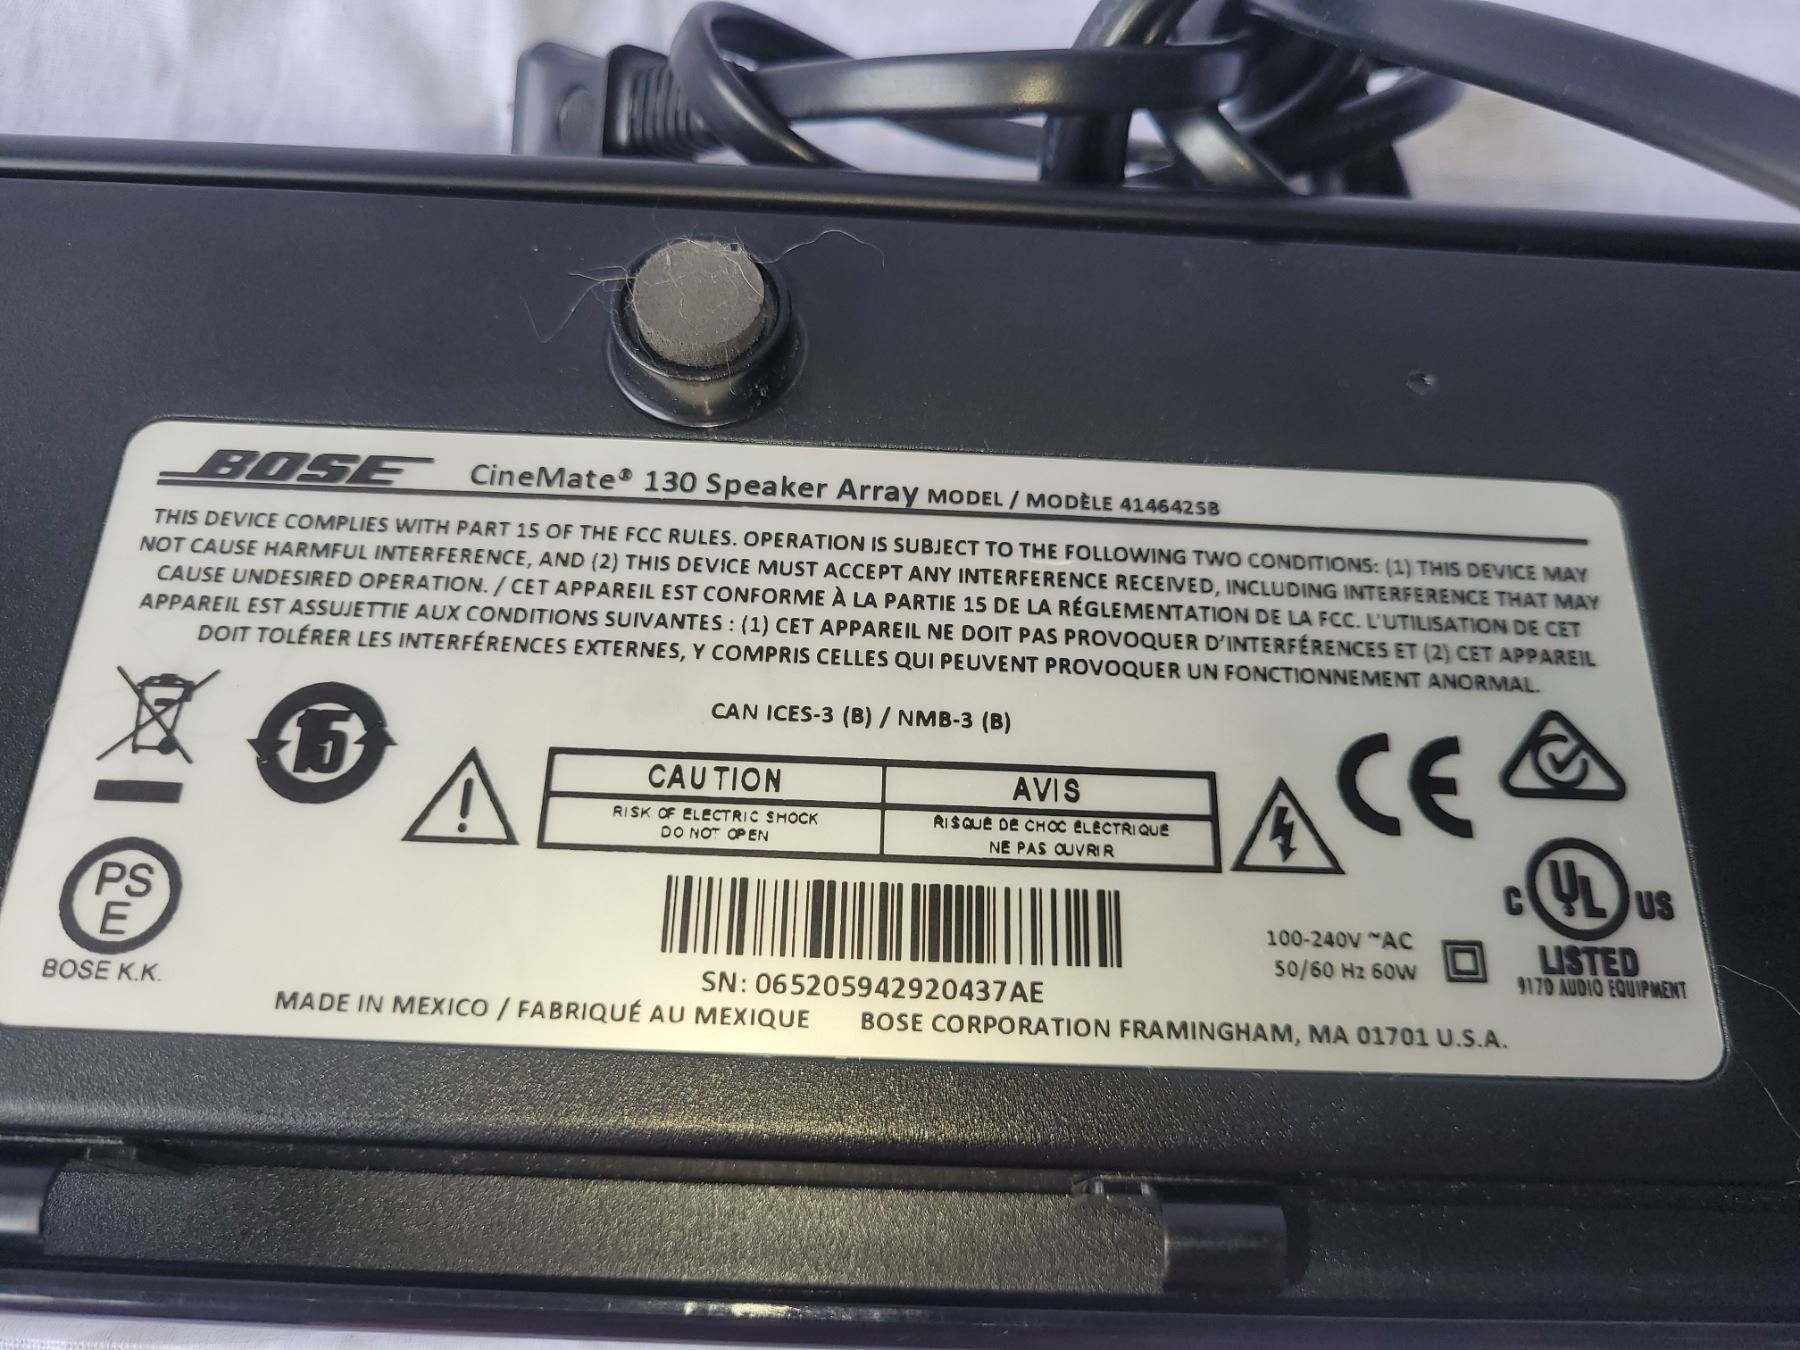 BOSE CineMate® 130 Speaker Array MODEL / MODÈLE 414642SB
THIS DEVICE COMPLIES WITH PART 15 OF THE FCC RULES. OPERATION IS SUBJECT TO THE FOLLOWING TWO CONDITIONS: (1) THIS DEVICE MAY
NOT CAUSE HARMFUL INTERFERENCE, AND (2) THIS DEVICE MUST ACCEPT ANY INTERFERENCE RECEIVED, INCLUDING INTERFERENCE THAT MAY
CAUSE UNDESIRED OPERATION. / CET APPAREIL EST CONFORME À LA PARTIE 15 DE LA RÉGLEMENTATION DE LA FCC. L'UTILISATION DE CET
APPAREIL EST ASSUJETTIE AUX CONDITIONS SUIVANTES : (1) CET APPAREIL NE DOIT PAS PROVOQUER D'INTERFÉRENCES ET (2) CET APPAREIL
DOIT TOLÉRER LES INTERFÉRENCES EXTERNES, Y COMPRIS CELLES QUI PEUVENT PROVOQUER UN FONCTIONNEMENT ANORMAL.
CAN ICES-3 (B) / NMB-3 (B)
15
CAUTION
RISK OF ELECTRIC SHOCK
DO NOT OPEN
AVIS
RISQUE DE CHOC ÉLECTRIQUE
NE PAS OUVRIR
CE
PS
E
BOSE K.K.
SN: 065205942920437AE
100-240V ~AC
50/60 Hz 60W
C UL US
LISTED
917D AUDIO EQUIPMENT
MADE IN MEXICO / FABRIQUÉ AU MEXIQUE BOSE CORPORATION FRAMINGHAM, MA 01701 U.S.A.